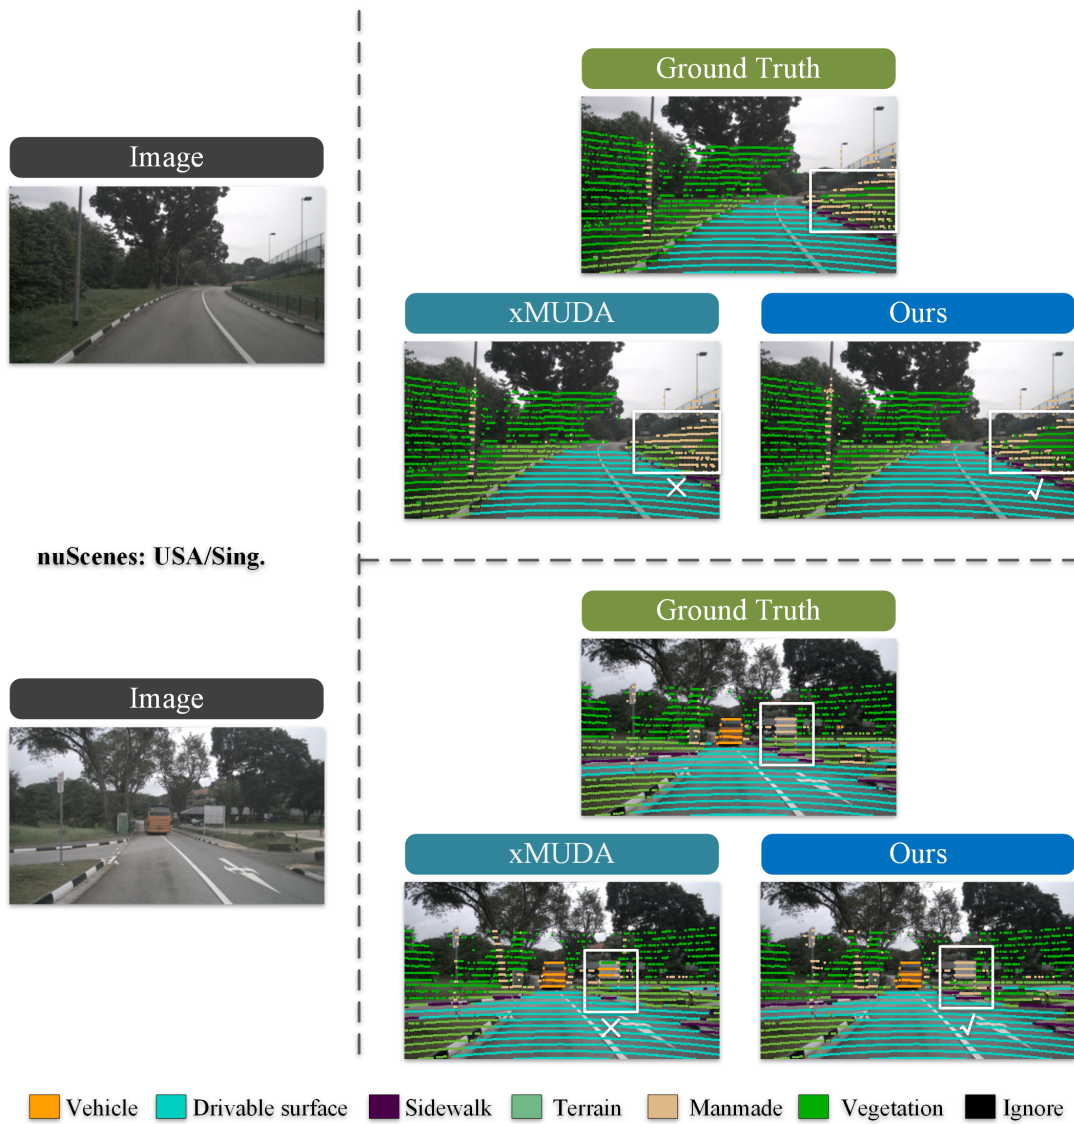 Ground Truth
Image
xMUDA
Ours
nuScenes: USA/Sing.
Ground Truth
Image
xMUDA
Ours
Vehicle
Drivable surface
Sidewalk
Terrain
Manmade
Vegetation
Ignore